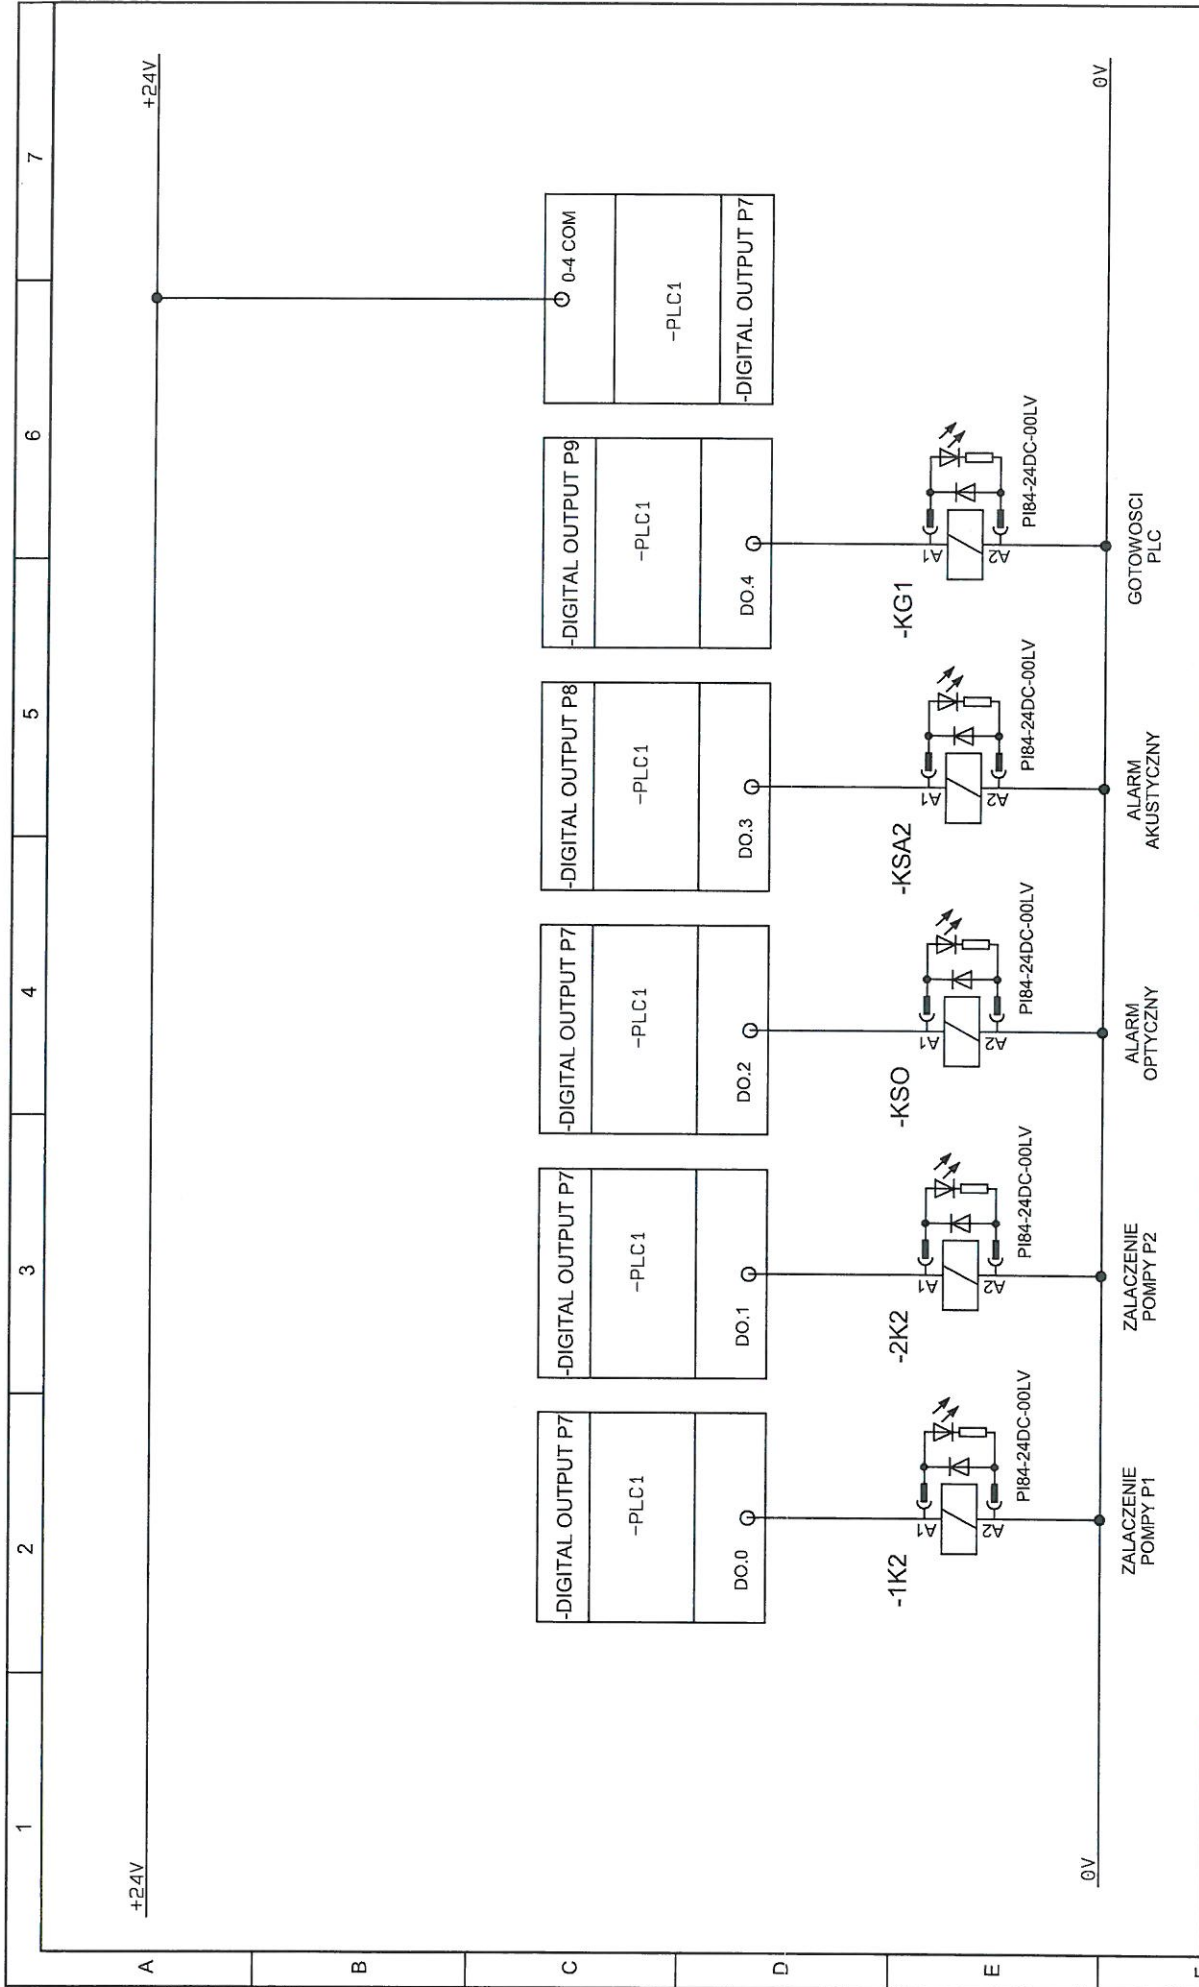 1
2
3
4
5
6
7
A
B
C
D
E
+24V
+24V
-DIGITAL OUTPUT P7
-PLC1
DO.0
-DIGITAL OUTPUT P7
-PLC1
DO.1
-DIGITAL OUTPUT P7
-PLC1
DO.2
-DIGITAL OUTPUT P8
-PLC1
DO.3
-DIGITAL OUTPUT P9
-PLC1
DO.4
0-4 COM
-PLC1
-DIGITAL OUTPUT P7
-1K2
A1
A2
PI84-24DC-00LV
-2K2
A1
A2
PI84-24DC-00LV
-KSO
A1
A2
PI84-24DC-00LV
-KSA2
A1
A2
PI84-24DC-00LV
-KG1
A1
A2
PI84-24DC-00LV
0V
0V
ZALACZENIE
POMPY P1
ZALACZENIE
POMPY P2
ALARM
OPTYCZNY
ALARM
AKUSTYCZNY
GOTOWOSCI
PLC